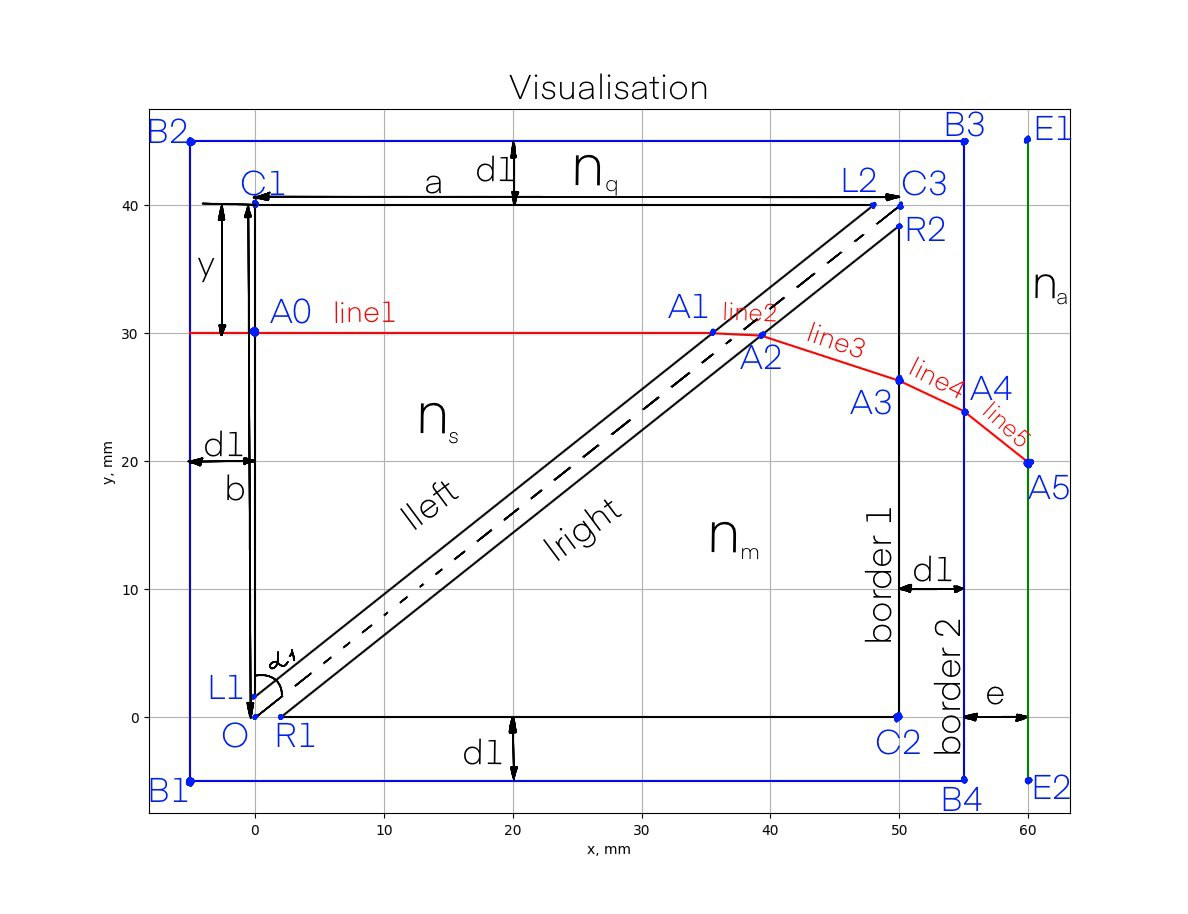 Visualisation
B2
B3
E1
d1
n_q
C1
a
L2
C3
40
R2
y
n_a
A0
line1
A1
line2
30
A2
line3
line4
A4
A3
line5
n_s
d1
20
A5
b
lleft
lright
n_m
border 1
y, mm
10
d1
border 2
α1
L1
e
0
O
R1
C2
d1
B1
B4
E2
0
10
20
30
40
50
60
x, mm